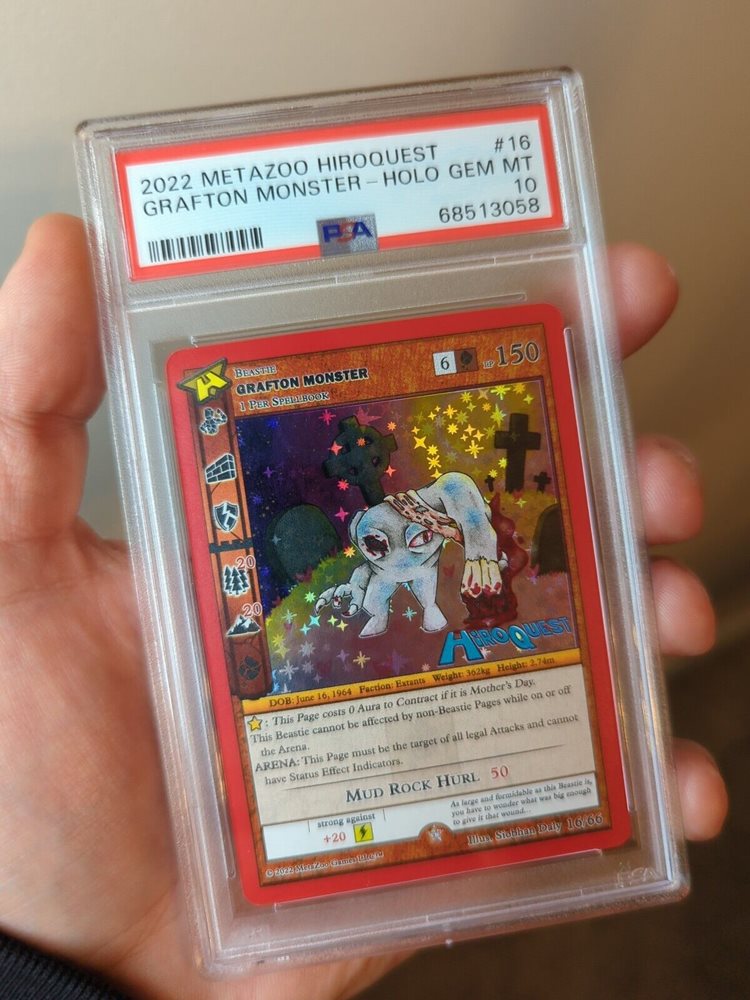 2022 METAZOO HIROQUEST #16
GRAFTON MONSTER-HOLO GEM MT
10
68513058
PSA
BEASTIE
GRAFTON MONSTER
1 PER SPELLBOOK
6
HP 150
20
20
HIROQUEST
DOB: June 16, 1964 Faction: Extants Weight: 362kg Height: 2.74m
: This Page costs 0 Aura to Contract if it is Mother's Day.
This Beastie cannot be affected by non-Beastie Pages while on or off
the Arena.
ARENA: This Page must be the target of all legal Attacks and cannot
have Status Effect Indicators.
MUD ROCK HURL 50
strong against
+20
As large and formidable as this Beastie is,
you have to wonder what was big enough
to give it that wound...
Illus. Siobhan Daly 16/66
© 2022 MetaZoo Games